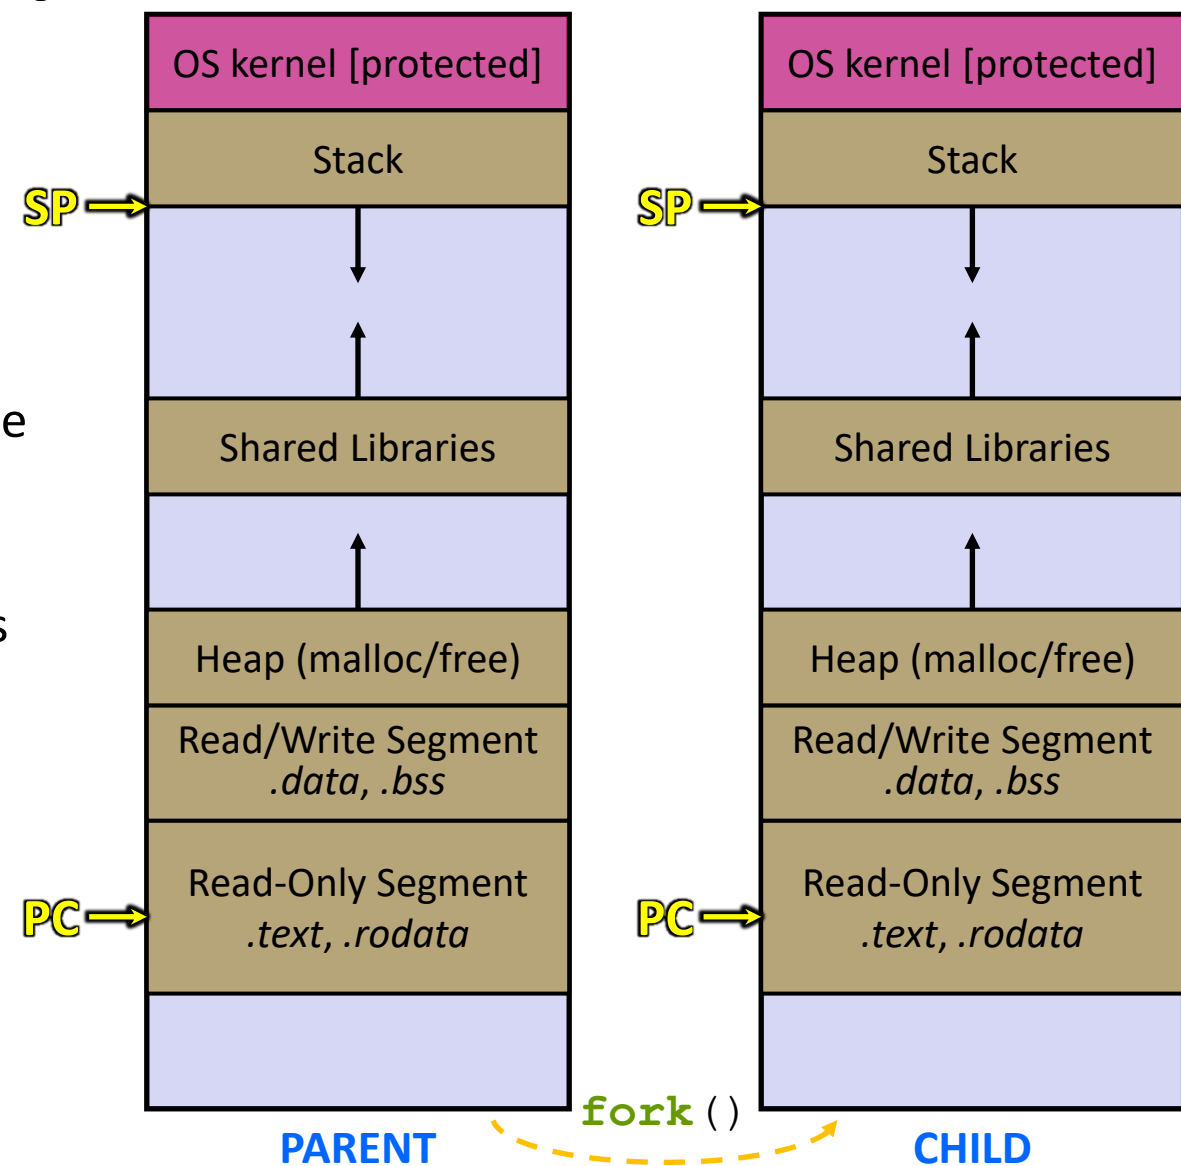 OS kernel [protected]
Stack
SP
Shared Libraries
Heap (malloc/free)
Read/Write Segment
.data, .bss
Read-Only Segment
.text, .rodata
PC
PARENT
e
s
fork()
OS kernel [protected]
Stack
SP
Shared Libraries
Heap (malloc/free)
Read/Write Segment
.data, .bss
Read-Only Segment
.text, .rodata
PC
CHILD